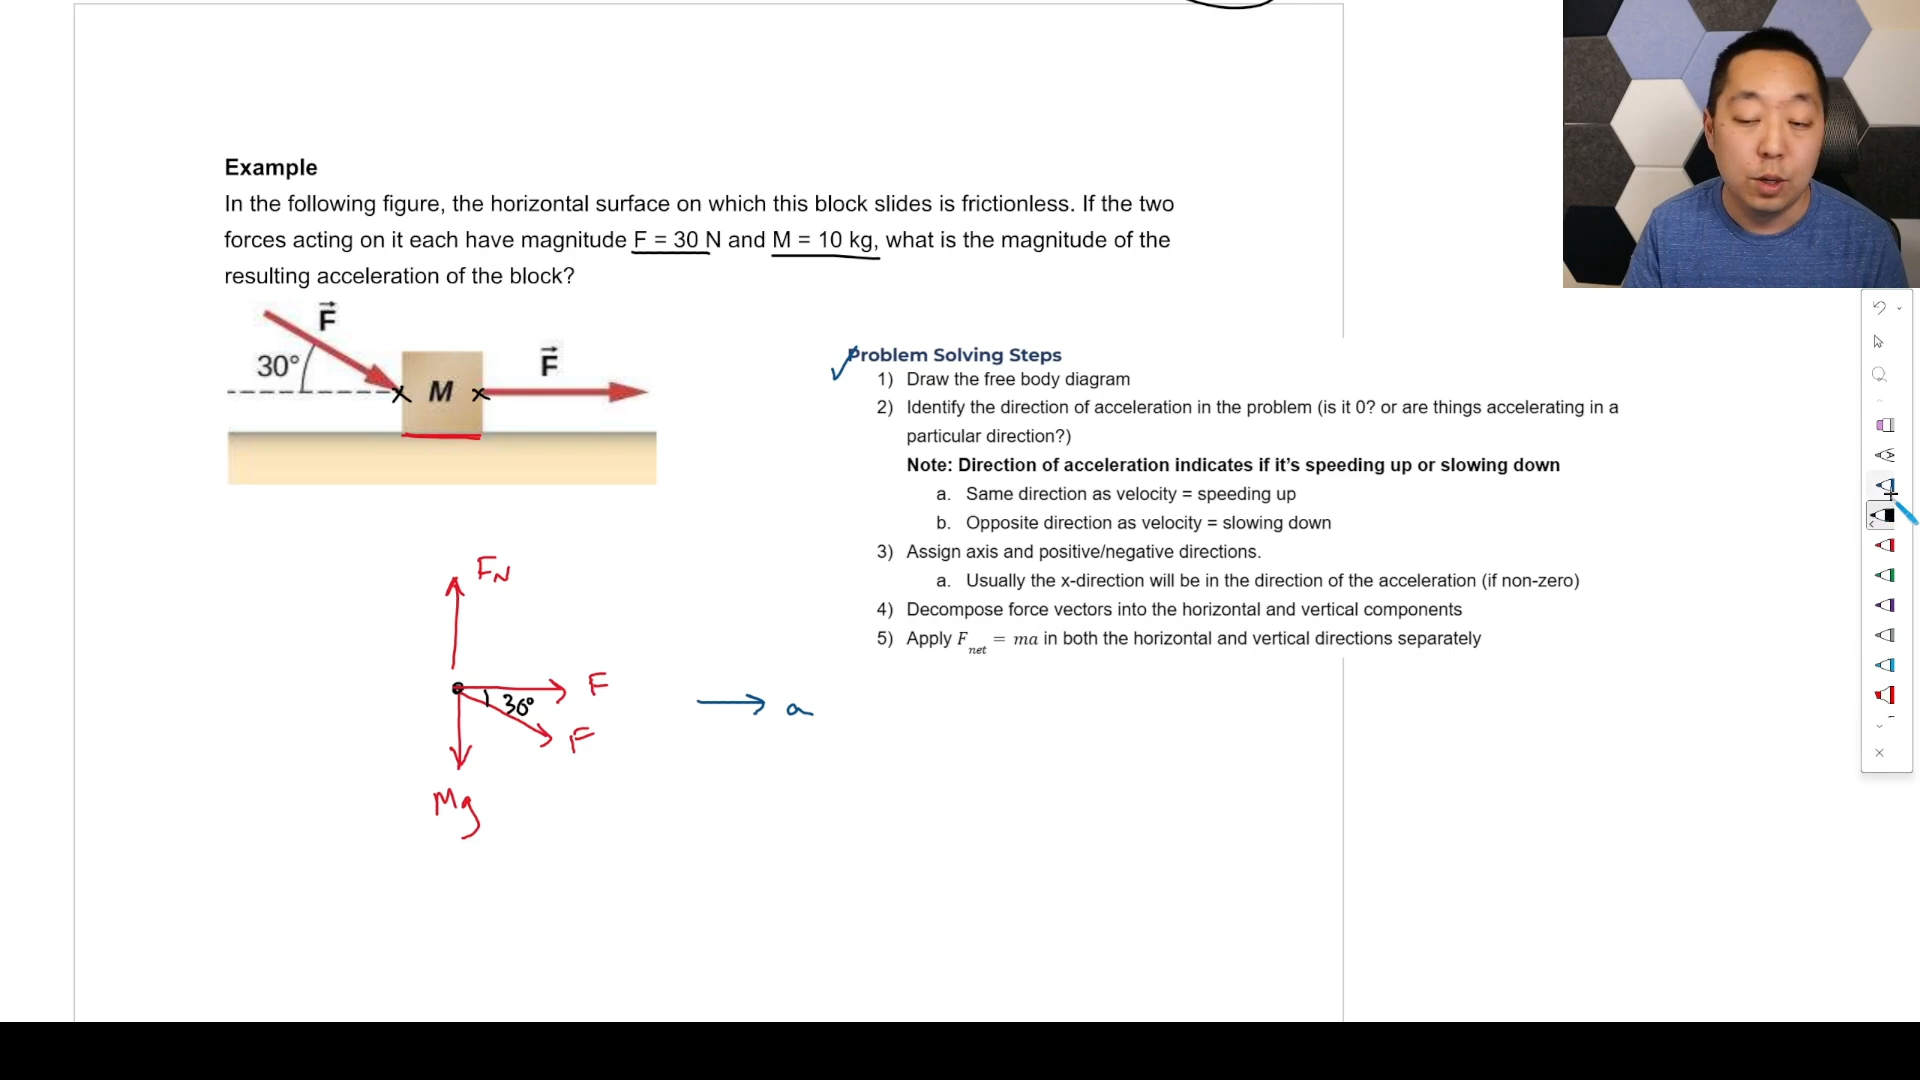 Example
In the following figure, the horizontal surface on which this block slides is frictionless. If the two
forces acting on it each have magnitude F = 30 N and M = 10 kg, what is the magnitude of the
resulting acceleration of the block?
F
30°
M
F
Problem Solving Steps
1) Draw the free body diagram
2) Identify the direction of acceleration in the problem (is it 0? or are things accelerating in a
particular direction?)
Note: Direction of acceleration indicates if it's speeding up or slowing down
a. Same direction as velocity = speeding up
b. Opposite direction as velocity = slowing down
3) Assign axis and positive/negative directions.
a. Usually the x-direction will be in the direction of the acceleration (if non-zero)
4) Decompose force vectors into the horizontal and vertical components
5) Apply F net = ma in both the horizontal and vertical directions separately
FN
F
30°
F
a
Mg